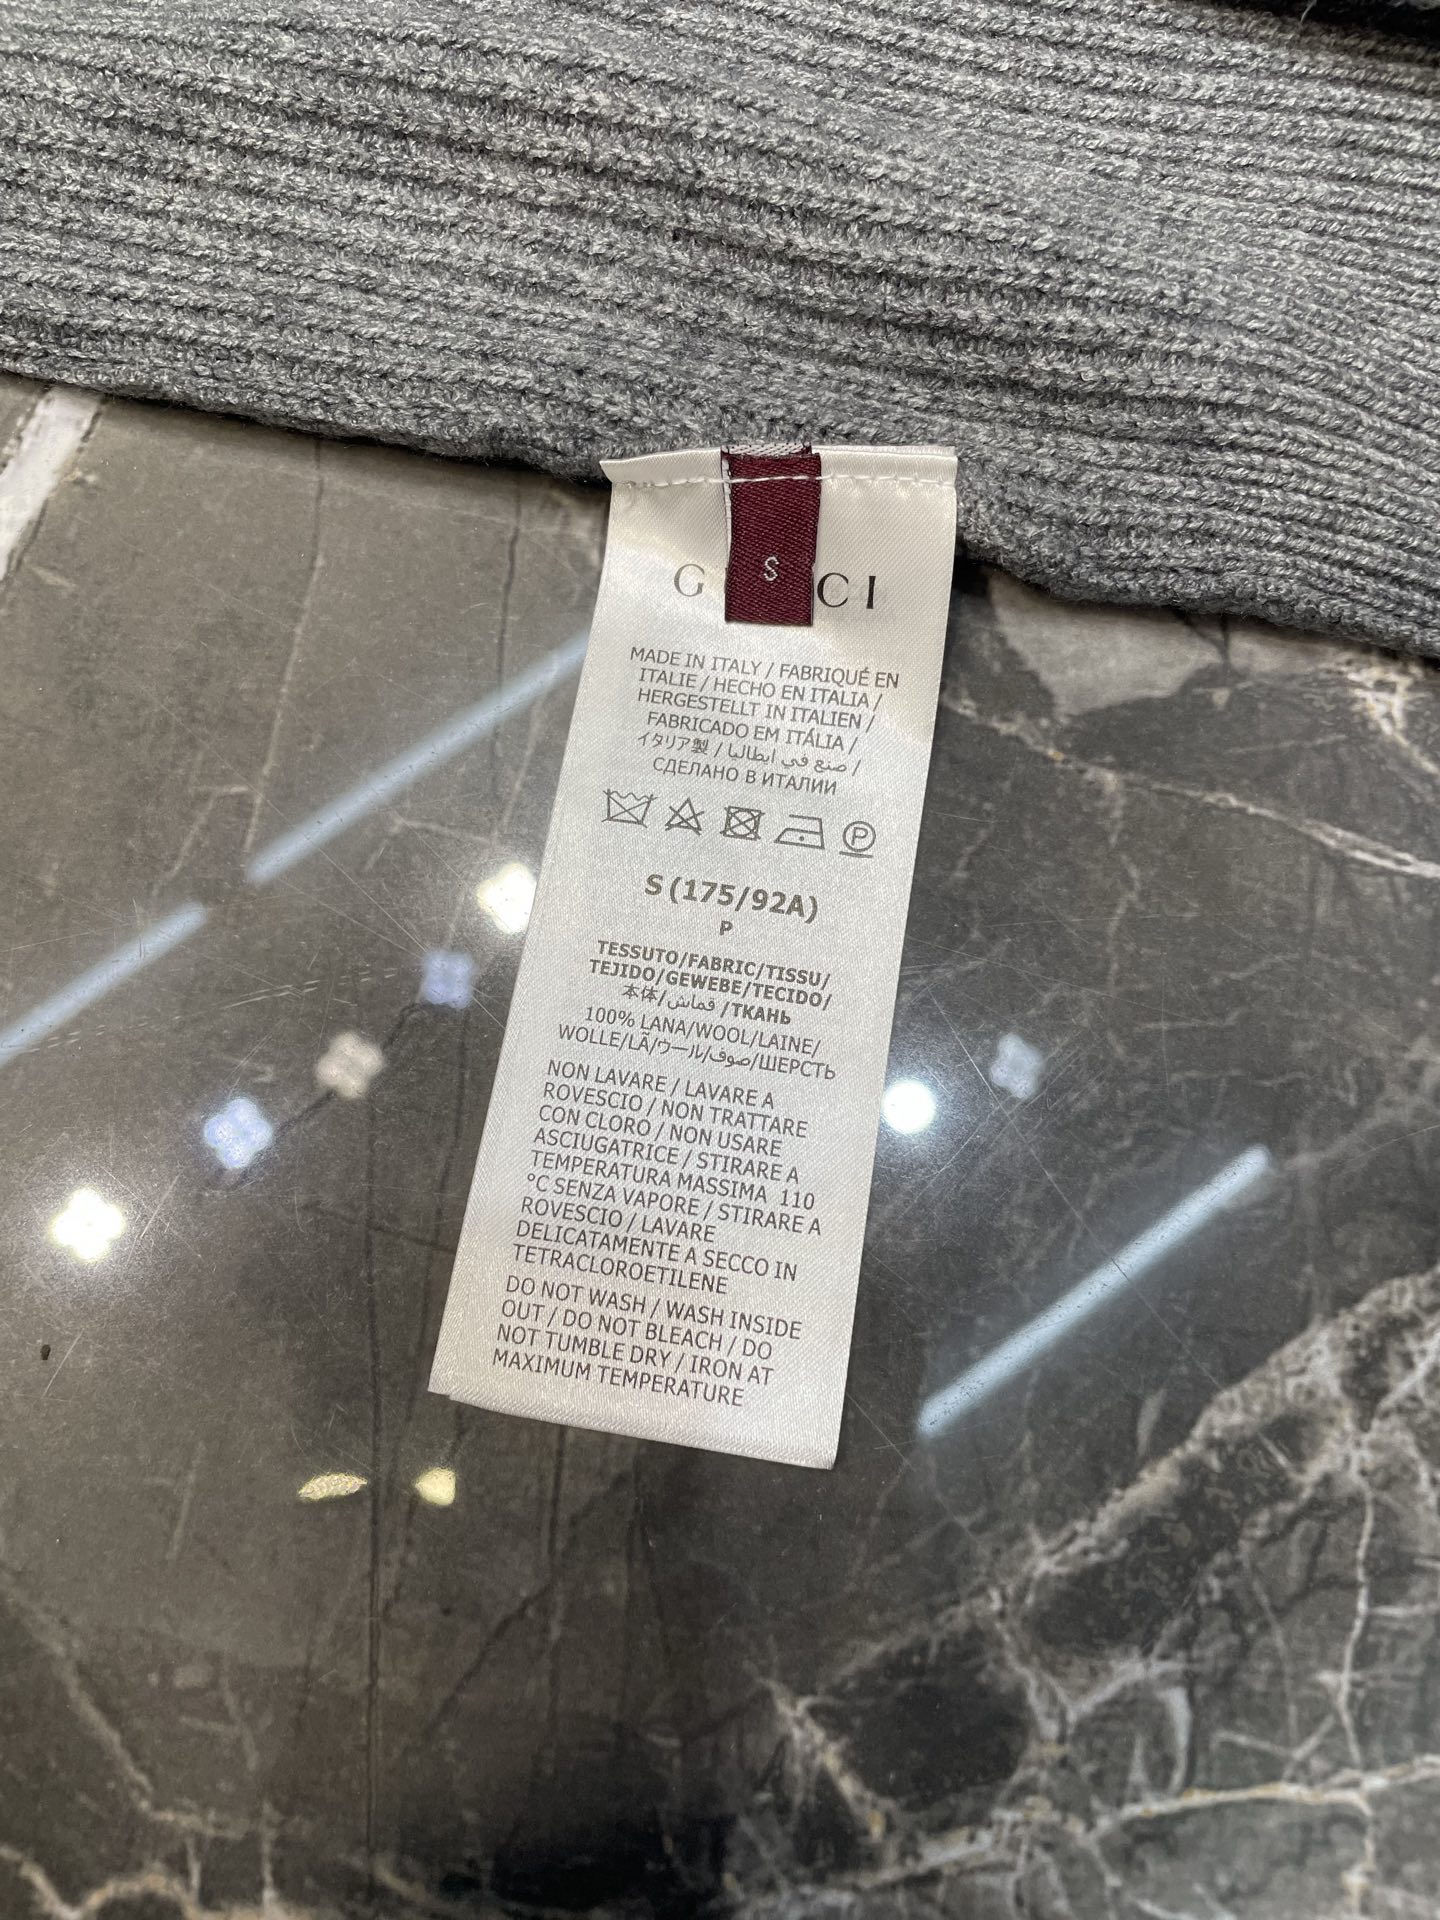 S
G CI
MADE IN ITALY / FABRIQUÉ EN
ITALIE / HECHO EN ITALIA /
HERGESTELLT IN ITALIEN /
FABRICADO EM ITÁLIA /
イタリア製 / صنع في ايطاليا /
СДЕЛАНО В ИТАЛИИ
P
S (175/92A)
P
TESSUTO/FABRIC/TISSU/
TEJIDO/GEWEBE/TECIDO/
本体/قماش/ТКАНЬ
100% LANA/WOOL/LAINE/
WOLLE/LÃ/ウール/صوف/ШЕРСТЬ
NON LAVARE / LAVARE A
ROVESCIO / NON TRATTARE
CON CLORO / NON USARE
ASCIUGATRICE / STIRARE A
TEMPERATURA MASSIMA 110
°C SENZA VAPORE / STIRARE A
ROVESCIO / LAVARE
DELICATAMENTE A SECCO IN
TETRACLOROETILENE
DO NOT WASH / WASH INSIDE
OUT / DO NOT BLEACH / DO
NOT TUMBLE DRY / IRON AT
MAXIMUM TEMPERATURE